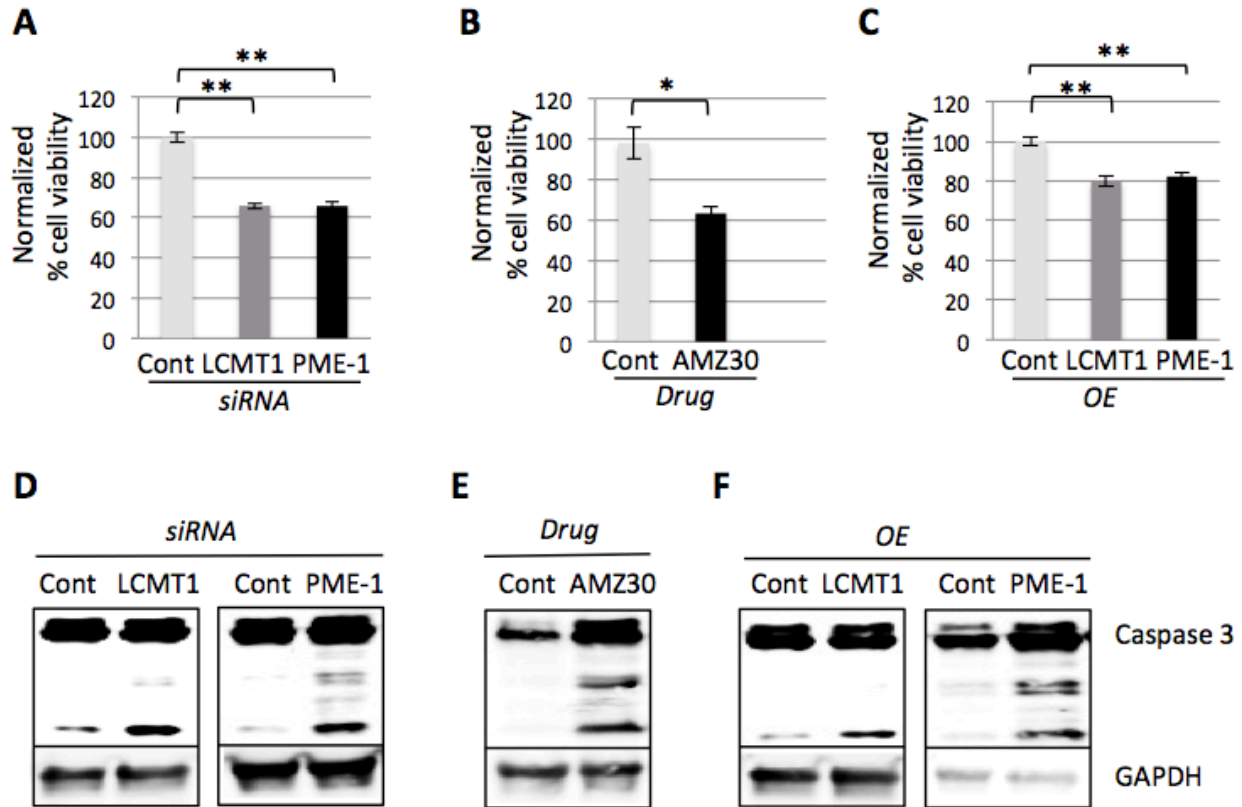 A
B
C
**
**
*
**
**
Normalized
% cell viability
120
100
80
60
40
20
0
Cont LCMT1 PME-1
siRNA
Normalized
% cell viability
120
100
80
60
40
20
0
Cont AMZ30
Drug
Normalized
% cell viability
120
100
80
60
40
20
0
Cont LCMT1 PME-1
OE
D
E
F
siRNA
Cont LCMT1 Cont PME-1
Drug
Cont AMZ30
OE
Cont LCMT1 Cont PME-1
Caspase 3
GAPDH